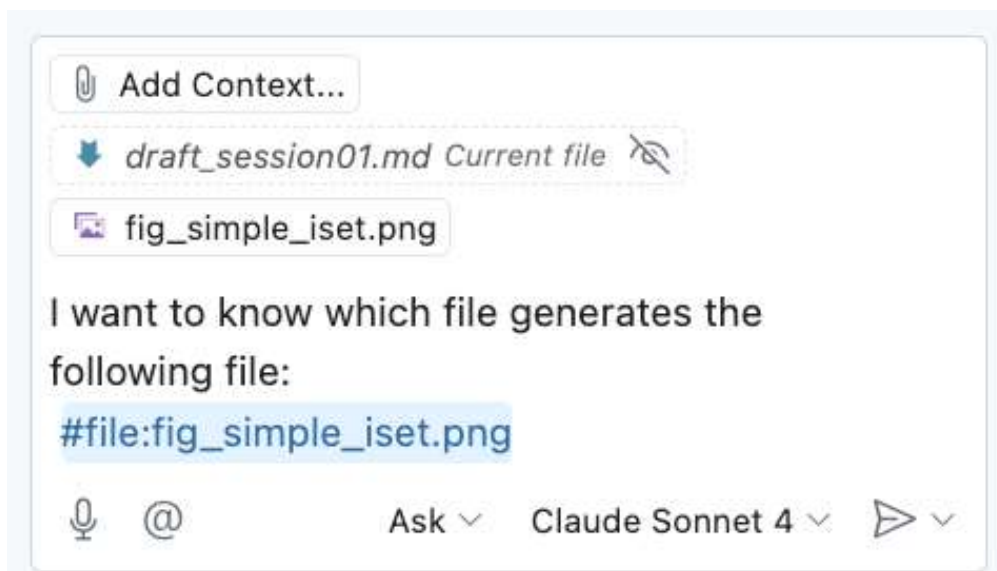 Add Context...
draft_session01.md Current file
fig_simple_iset.png
I want to know which file generates the
following file:
#file:fig_simple_iset.png
@ Ask Claude Sonnet 4